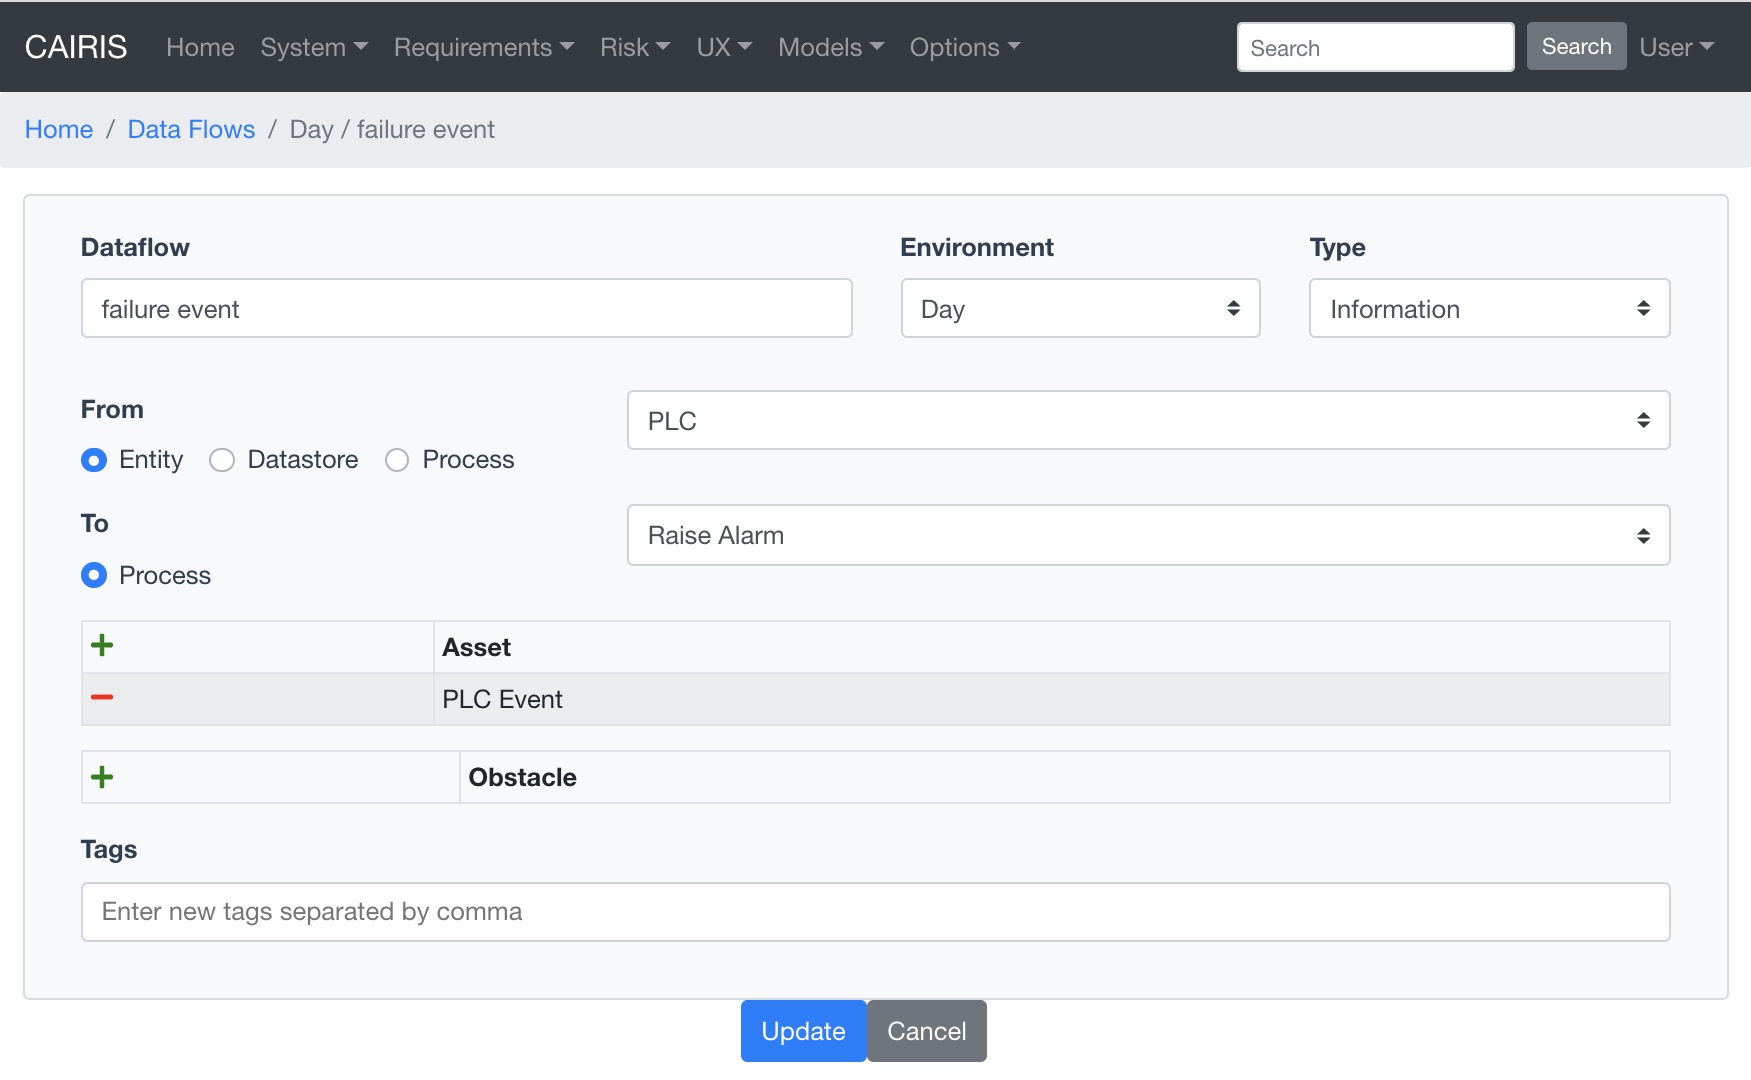 CAIRIS Home System Requirements Risk UX Models Options Search Search User
Home / Data Flows / Day / failure event
Dataflow Environment Type
failure event Day Information
From PLC
Entity Datastore Process
To Raise Alarm
Process
Asset
PLC Event
Obstacle
Tags
Enter new tags separated by comma
Update Cancel